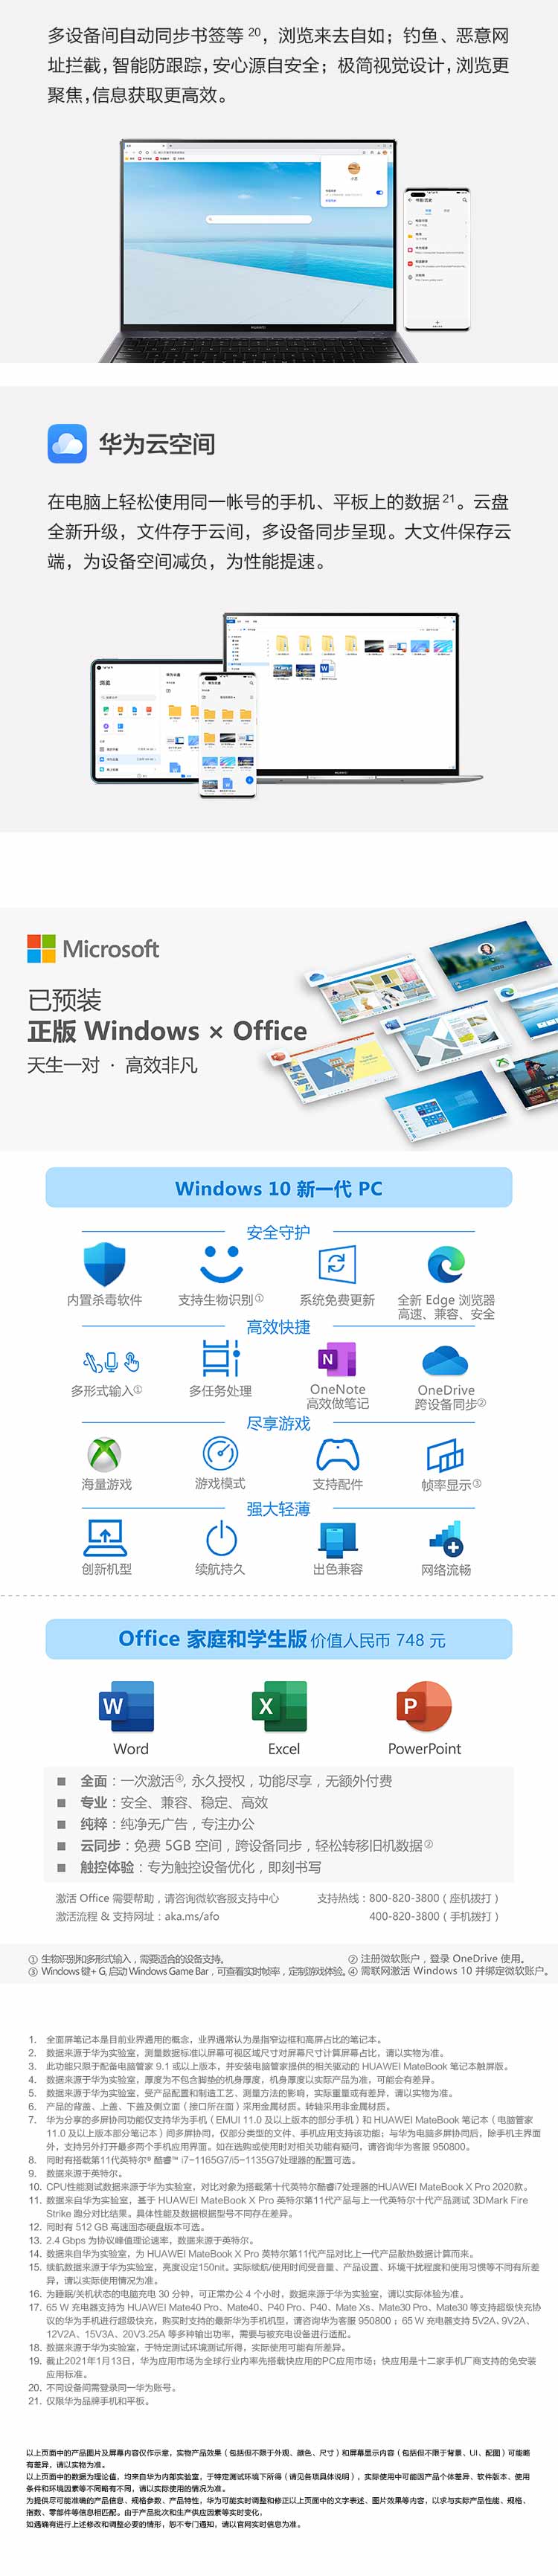 多设备间自动同步书签等 20，浏览来去自如；钓鱼、恶意网
址拦截，智能防跟踪，安心源自安全；极简视觉设计，浏览更
聚焦，信息获取更高效。
HUAWEI
华为云空间
在电脑上轻松使用同一帐号的手机、平板上的数据 21。云盘
全新升级，文件存于云间，多设备同步呈现。大文件保存云
端，为设备空间减负，为性能提速。
浏览
HUAWEI
Microsoft
已预装
正版 Windows × Office
天生一对 · 高效非凡
Windows 10 新一代 PC
安全守护
内置杀毒软件 支持生物识别① 系统免费更新 全新 Edge 浏览器
高速、兼容、安全
高效快捷
多形式输入① 多任务处理 OneNote 高效做笔记 OneDrive 跨设备同步②
尽享游戏
海量游戏 游戏模式 支持配件 帧率显示③
强大轻薄
创新机型 续航持久 出色兼容 网络流畅
Office 家庭和学生版 价值人民币 748 元
Word Excel PowerPoint
■ 全面：一次激活④, 永久授权，功能尽享，无额外付费
■ 专业：安全、兼容、稳定、高效
■ 纯粹：纯净无广告，专注办公
■ 云同步：免费 5GB 空间，跨设备同步，轻松转移旧机数据②
■ 触控体验：专为触控设备优化，即刻书写
激活 Office 需要帮助，请咨询微软客服支持中心 支持热线：800-820-3800（座机拨打）
激活流程 & 支持网址：aka.ms/afo 400-820-3800（手机拨打）
① 生物识别和多形式输入，需要适合的设备支持。 ② 注册微软账户，登录 OneDrive 使用。
③ Windows 键+ G, 启动 Windows Game Bar，可查看实时帧率，定制游戏体验。 ④ 需联网激活 Windows 10 并绑定微软账户。
1. 全面屏笔记本是目前业界通用的概念，业界通常认为是指窄边框和高屏占比的笔记本。
2. 数据来源于华为实验室，测量数据标准以屏幕可视区域尺寸对屏幕尺寸计算屏幕占比，请以实物为准。
3. 此功能只限于配备电脑管家 9.1 或以上版本，并安装电脑管家提供的相关驱动的 HUAWEI MateBook 笔记本触屏版。
4. 数据来源于华为实验室，厚度为不包含脚垫的机身厚度，机身厚度以实际产品为准，可能会有差异。
5. 数据来源于华为实验室，受产品配置和制造工艺、测量方法的影响，实际重量或有差异，请以实物为准。
6. 产品的背盖、上盖、下盖及侧立面（接口所在面）采用金属材质。转轴采用非金属材质。
7. 华为分享的多屏协同功能仅支持华为手机（EMUI 11.0 及以上版本的部分手机）和 HUAWEI MateBook 笔记本（电脑管家
11.0 及以上版本部分笔记本）间多屏协同，仅部分类型的文件、手机应用支持该功能；与华为电脑多屏协同后，除手机主界面
外，支持另外打开最多两个手机应用界面。如在选购或使用时对相关功能有疑问，请咨询华为客服 950800。
8. 同时有搭载第11代英特尔® 酷睿™ i7-1165G7/i5-1135G7处理器的配置可选。
9. 数据来源于英特尔。
10. CPU性能测试数据来源于华为实验室，对比对象为搭载第十代英特尔酷睿i7处理器的HUAWEI MateBook X Pro 2020款。
11. 数据来自华为实验室，基于 HUAWEI MateBook X Pro 英特尔第11代产品与上一代英特尔十代产品测试 3DMark Fire
Strike 跑分对比结果。具体性能及数据根据型号不同存在差异。
12. 同时有 512 GB 高速固态硬盘版本可选。
13. 2.4 Gbps 为协议峰值理论速率，数据来源于英特尔。
14. 数据来自华为实验室，为 HUAWEI MateBook X Pro 英特尔第11代产品对比上一代产品散热数据计算而来。
15. 续航数据来源于华为实验室，亮度设定150nit。实际续航/使用时间受音量、产品设置、环境干扰程度和使用习惯等不同有所差
异，请以实际使用情况为准。
16. 为睡眠/关机状态的电脑充电 30 分钟，可正常办公 4 个小时，数据来源于华为实验室，请以实际体验为准。
17. 65 W 充电器支持为 HUAWEI Mate40 Pro、Mate40、P40 Pro、P40、Mate Xs、Mate30 Pro、Mate30 等支持超级快充协
议的华为手机进行超级快充，购买时支持的最新华为手机机型，请咨询华为客服 950800 ；65 W 充电器支持 5V2A、9V2A、
12V2A、15V3A、20V3.25A 等多种输出功率，需要与被充电设备进行适配。
18. 数据来源于华为实验室，于特定测试环境测试所得，实际使用可能有所差异。
19. 截止2021年1月13日，华为应用市场为全球行业内率先搭载快应用的PC应用市场；快应用是十二家手机厂商支持的免安装
应用标准。
20. 不同设备间需登录同一华为账号。
21. 仅限华为品牌手机和平板。
以上页面中的产品图片及屏幕内容仅作示意，实物产品效果（包括但不限于外观、颜色、尺寸）和屏幕显示内容（包括但不限于背景、UI、配图）可能略
有差异，请以实物为准。
以上页面中的数据为理论值，均来自华为内部实验室，于特定测试环境下所得（请见各项具体说明），实际使用中可能因产品个体差异、软件版本、使用
条件和环境因素等不同略有不同，请以实际使用的情况为准。
为提供尽可能准确的产品信息、规格参数、产品特性，华为可能实时调整和修正以上页面中的文字表述、图片效果等内容，以求与实际产品性能、规格、
指数、零部件等信息相匹配。由于产品批次和生产供应因素等实时变化，
如遇确有进行上述修改和调整必要的情形，恕不专门通知，请以官网实时信息为准。